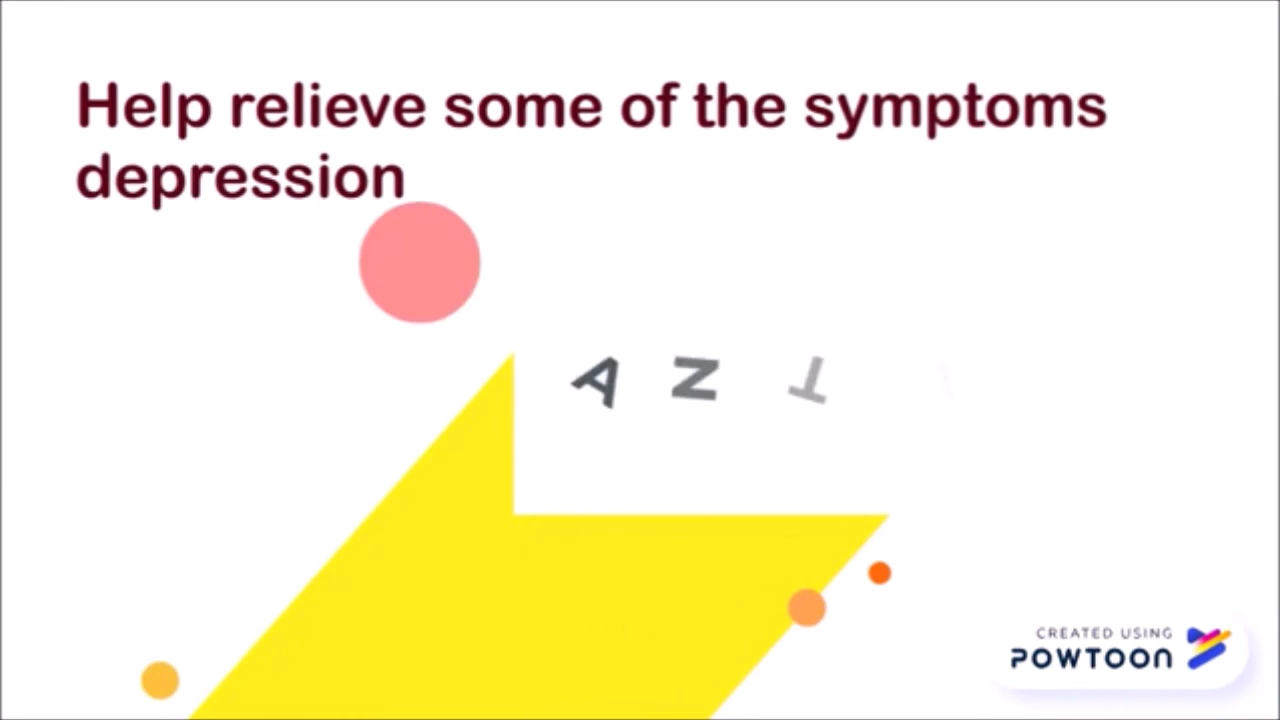 Help relieve some of the symptoms
depression
A Z T
CREATED USING
POWTOON